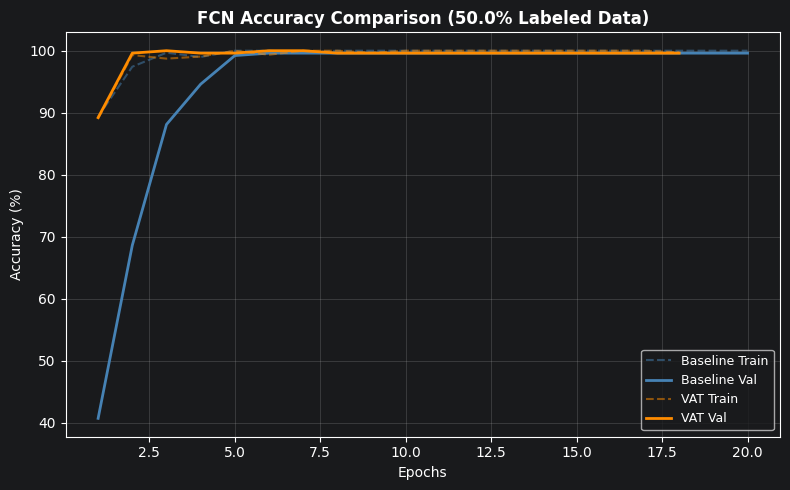 FCN Accuracy Comparison (50.0% Labeled Data)
Accuracy (%)
100
90
80
70
60
50
40
2.5 5.0 7.5 10.0 12.5 15.0 17.5 20.0
Epochs
Baseline Train
Baseline Val
VAT Train
VAT Val